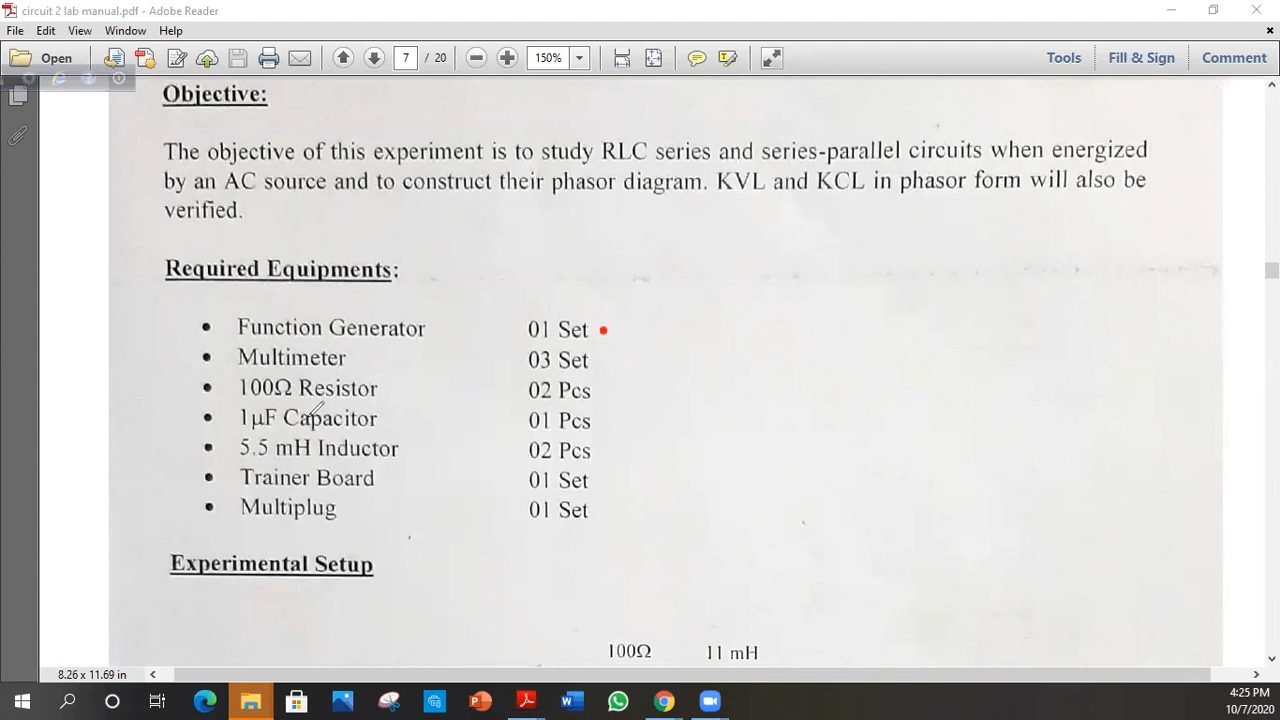 circuit 2 lab manual.pdf - Adobe Reader
File Edit View Window Help
Open 7 / 20 150% Tools Fill & Sign Comment
Objective:
The objective of this experiment is to study RLC series and series-parallel circuits when energized
by an AC source and to construct their phasor diagram. KVL and KCL in phasor form will also be
verified.
Required Equipments:
• Function Generator 01 Set
• Multimeter 03 Set
• 100Ω Resistor 02 Pcs
• 1μF Capacitor 01 Pcs
• 5.5 mH Inductor 02 Pcs
• Trainer Board 01 Set
• Multiplug 01 Set
Experimental Setup
100Ω 11 mH
8.26 x 11.69 in
4:25 PM
10/7/2020